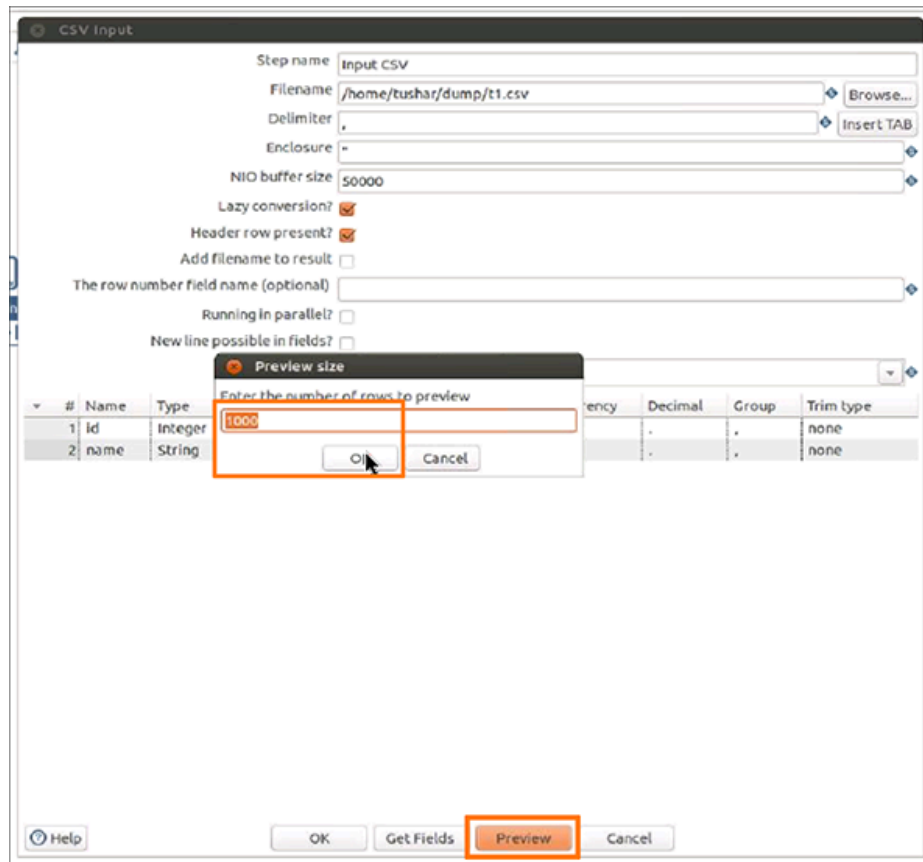 CSV Input
Step name Input CSV
Filename /home/tushar/dump/t1.csv Browse...
Delimiter , Insert TAB
Enclosure "
NIO buffer size 50000
Lazy conversion?
Header row present?
Add filename to result
The row number field name (optional)
Running in parallel?
New line possible in fields?
Preview size
Enter the number of rows to preview
1000
OK Cancel
# Name Type rency Decimal Group Trim type
1 id Integer . , none
2 name String . , none
Help OK Get Fields Preview Cancel